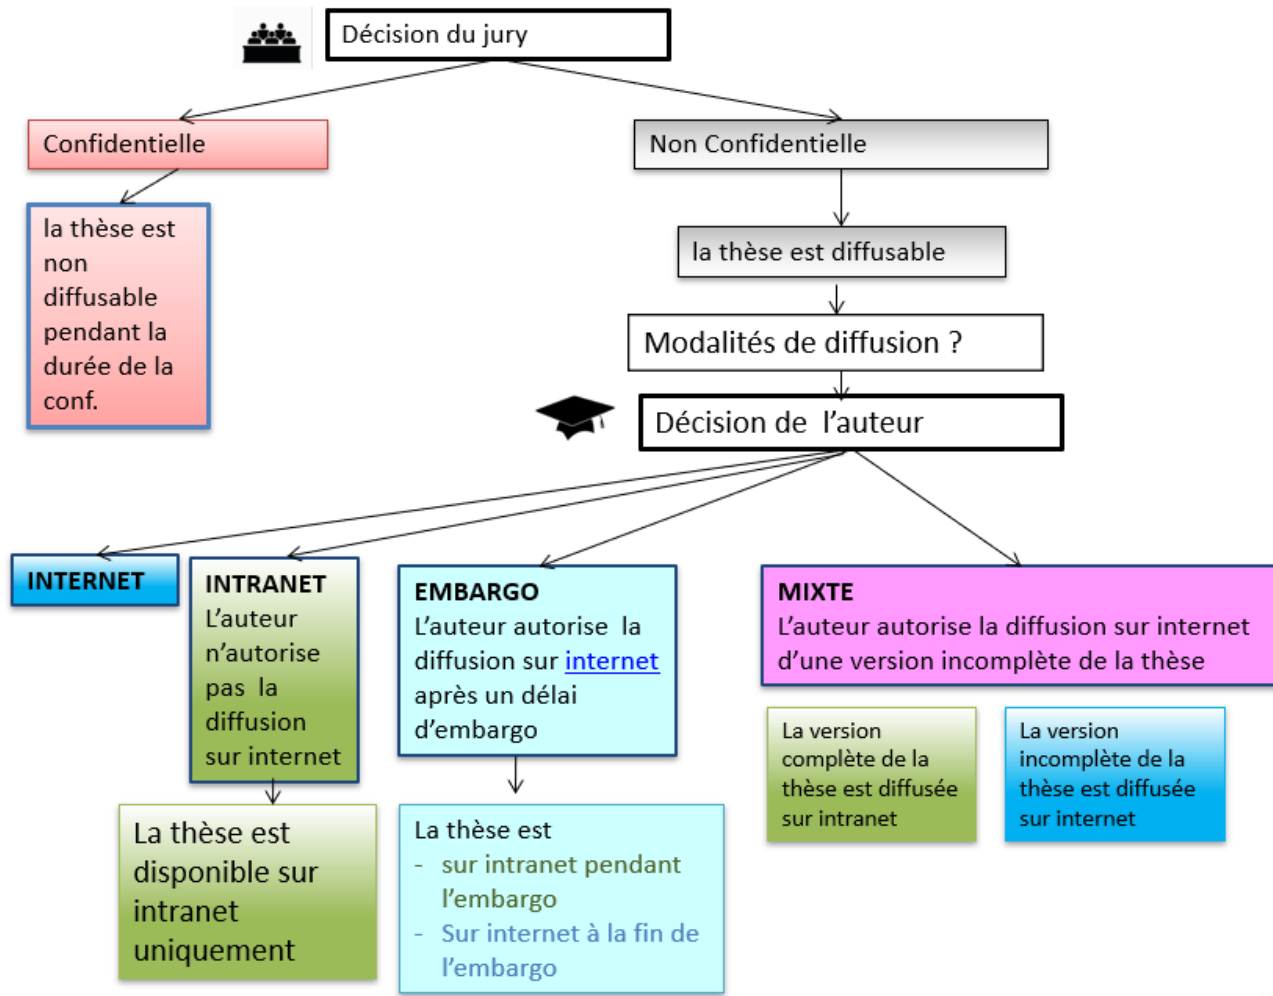 Décision du jury
Confidentielle
Non Confidentielle
la thèse est
non
diffusable
pendant la
durée de la
conf.
la thèse est diffusable
Modalités de diffusion ?
Décision de l’auteur
INTERNET
INTRANET
L’auteur
n’autorise
pas la
diffusion
sur internet
EMBARGO
L’auteur autorise la
diffusion sur internet
après un délai
d’embargo
MIXTE
L’auteur autorise la diffusion sur internet
d’une version incomplète de la thèse
La version
complète de la
thèse est diffusée
sur intranet
La version
incomplète de la
thèse est diffusée
sur internet
La thèse est
disponible sur
intranet
uniquement
La thèse est
- sur intranet pendant
l’embargo
- Sur internet à la fin de
l’embargo